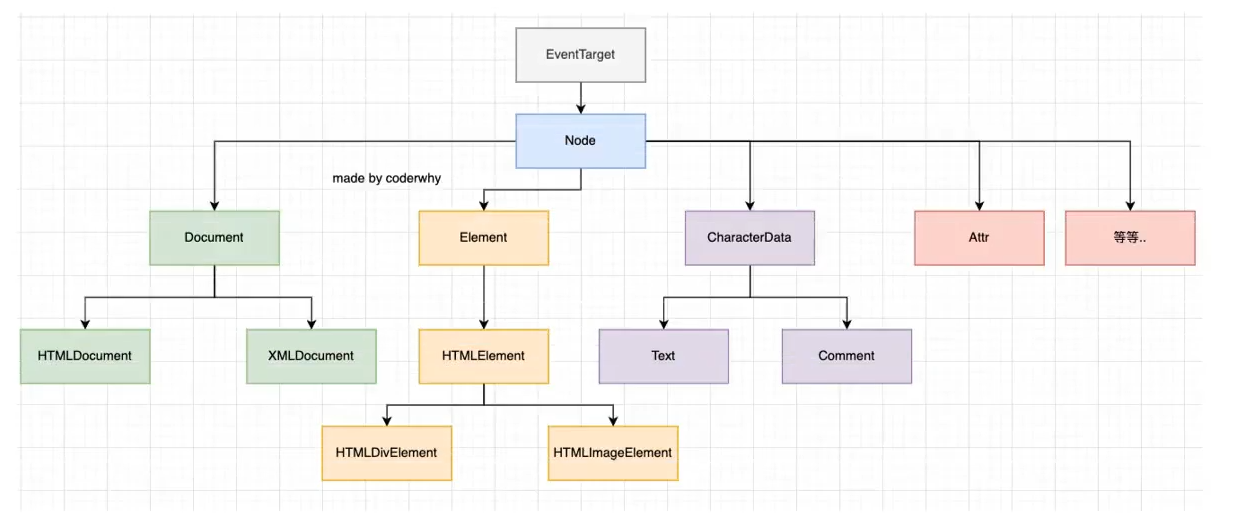 EventTarget
Node
made by coderwhy
Document
Element
CharacterData
Attr
等等..
HTMLDocument
XMLDocument
HTMLElement
Text
Comment
HTMLDivElement
HTMLImageElement